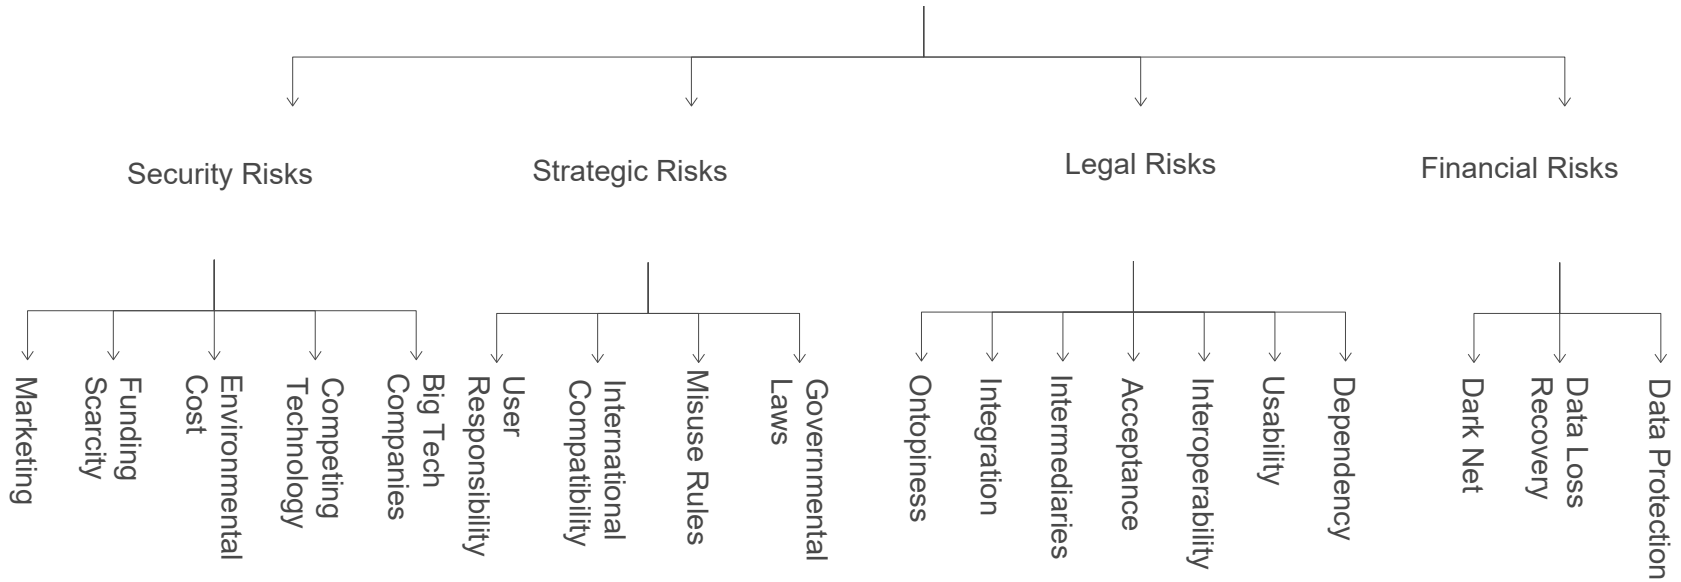 Security Risks
Strategic Risks
Legal Risks
Financial Risks
Marketing
Funding
Scarcity
Environmental
Cost
Competing
Technology
Big Tech
Companies
User
Responsibility
International
Compatibility
Misuse Rules
Governmental
Laws
Ontopiness
Integration
Intermediaries
Acceptance
Interoperability
Usability
Dependency
Dark Net
Data Loss
Recovery
Data Protection